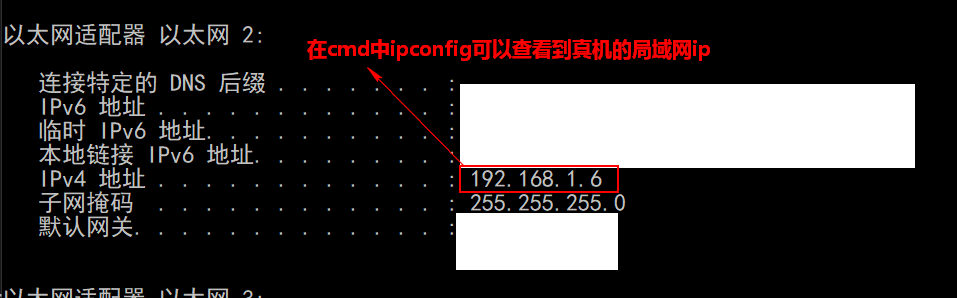 以太网适配器 以太网 2:
在cmd中ipconfig可以查看到真机的局域网ip
连接特定的 DNS 后缀 . . . . . . . :
IPv6 地址 . . . . . . . . . . . . :
临时 IPv6 地址. . . . . . . . . . :
本地链接 IPv6 地址. . . . . . . . :
IPv4 地址 . . . . . . . . . . . . : 192.168.1.6
子网掩码 . . . . . . . . . . . . : 255.255.255.0
默认网关. . . . . . . . . . . . . :
以太网适配器 以太网 3: